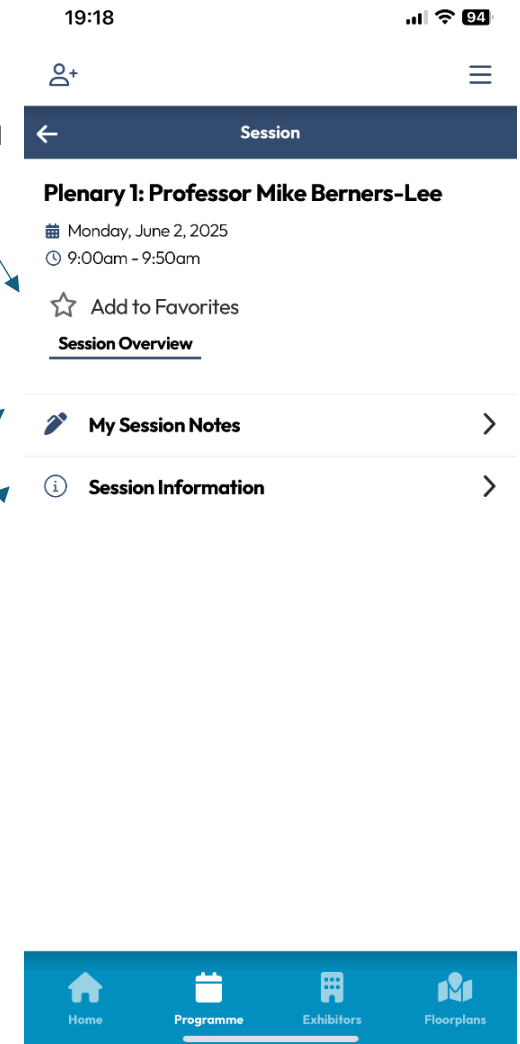 19:18
94
Session
Plenary 1: Professor Mike Berners-Lee
Monday, June 2, 2025
9:00am - 9:50am
Add to Favorites
Session Overview
My Session Notes
Session Information
Home Programme Exhibitors Floorplans